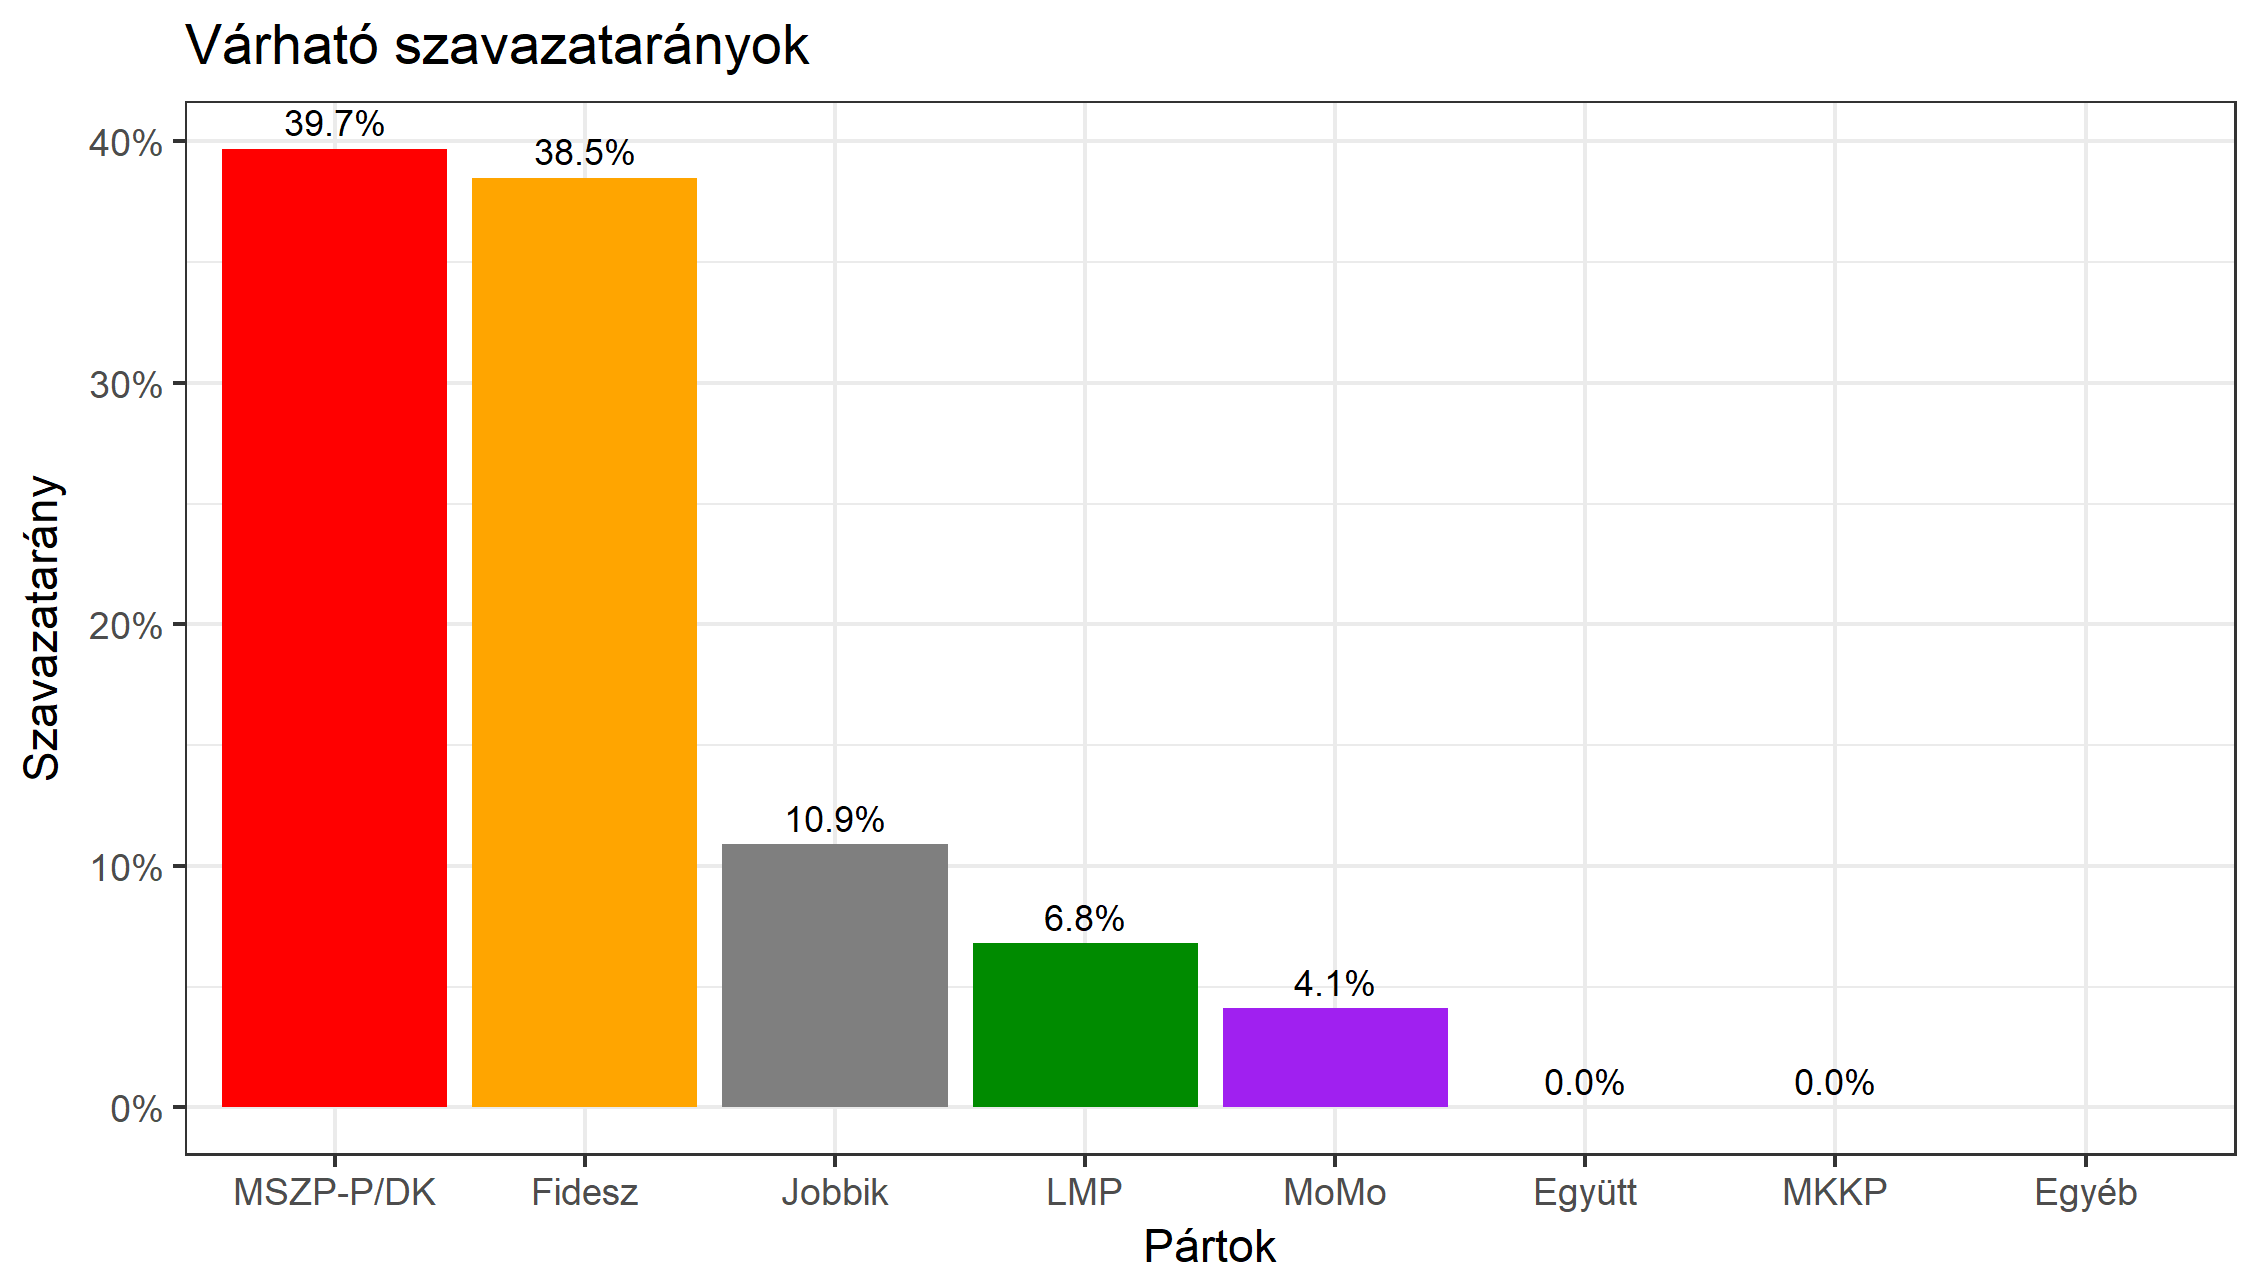 Várható szavazatarányok
Szavazatarány
40%
30%
20%
10%
0%
39.7%
38.5%
10.9%
6.8%
4.1%
0.0%
0.0%
MSZP-P/DK
Fidesz
Jobbik
LMP
MoMo
Együtt
MKKP
Egyéb
Pártok